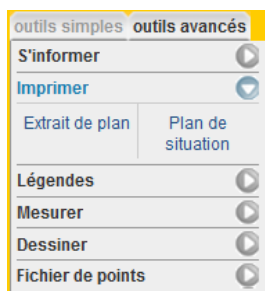 outils simples outils avancés
S'informer
Imprimer
Extrait de plan Plan de
situation
Légendes
Mesurer
Dessiner
Fichier de points